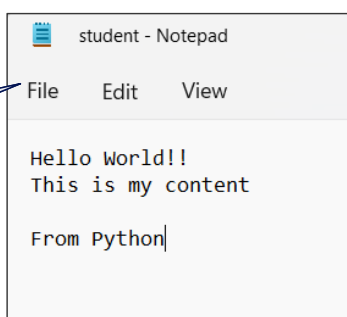 student - Notepad
File Edit View
Hello World!!
This is my content

From Python